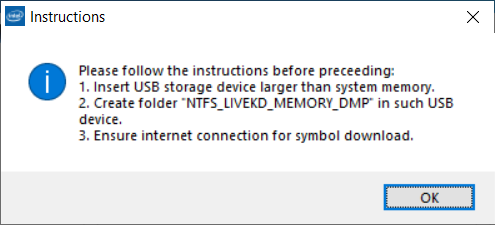 Instructions
Please follow the instructions before preceeding:
1. Insert USB storage device larger than system memory.
2. Create folder "NTFS_LIVEKD_MEMORY_DMP" in such USB
device.
3. Ensure internet connection for symbol download.
OK